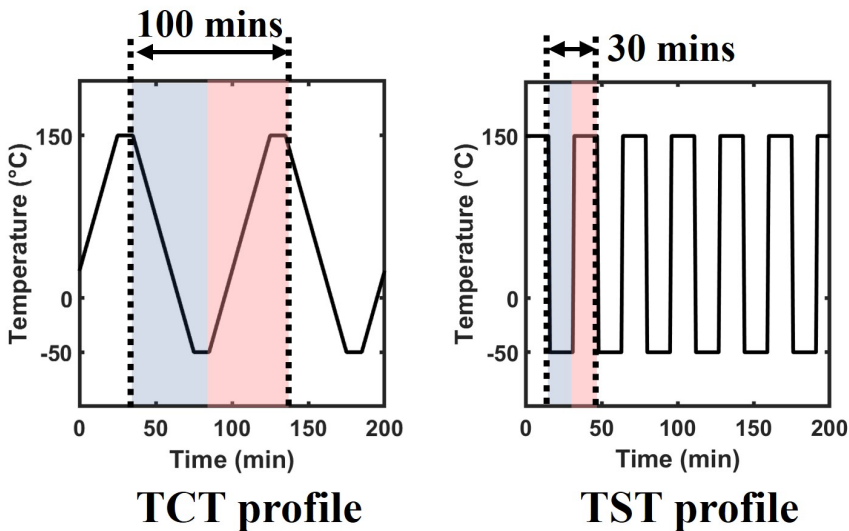 100 mins
150
0
-50
Temperature (°C)
0 50 100 150 200
Time (min)
TCT profile
30 mins
150
0
-50
Temperature (°C)
0 50 100 150 200
Time (min)
TST profile